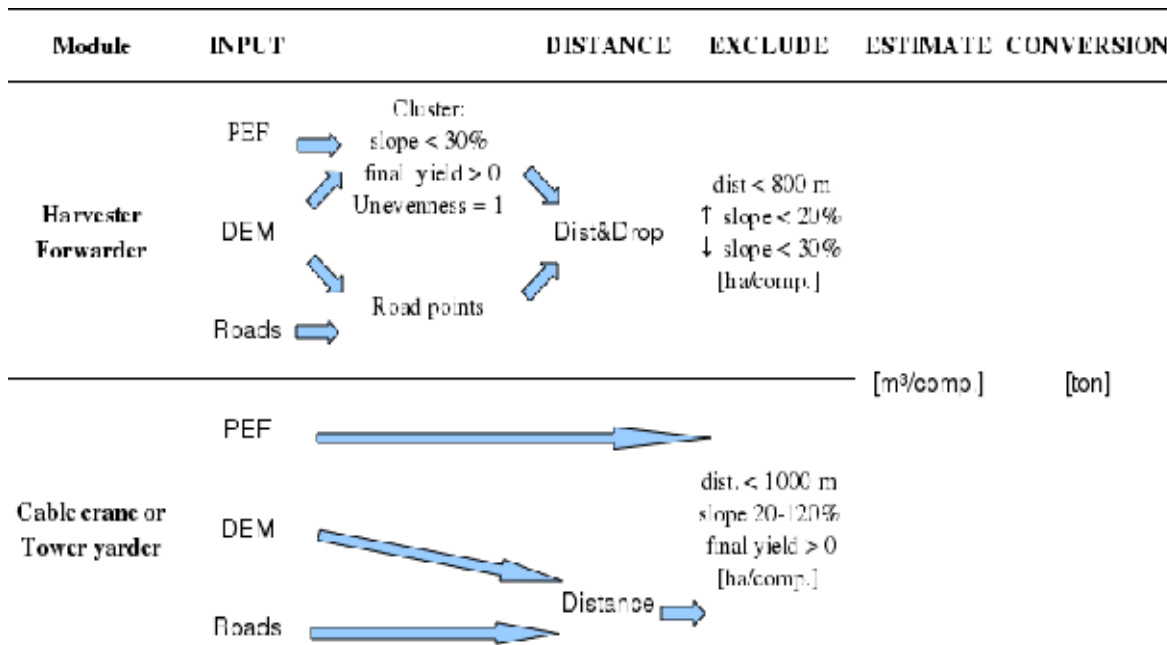 Module INPUT DISTANCE EXCLUDE ESTIMATE CONVERSION
PEF
Cluster:
slope < 30%
final yield > 0
Unevenness = 1
Harvester
Forwarder
DEM
Dist&Drop
dist < 800 m
↑ slope < 20%
↓ slope < 30%
[ha/comp.]
Road points
Roads
[m³/comp.] [ton]
PEF
Cable crane or
Tower yarder
DEM
dist. < 1000 m
slope 20-120%
final yield > 0
[ha/comp.]
Distance
Roads